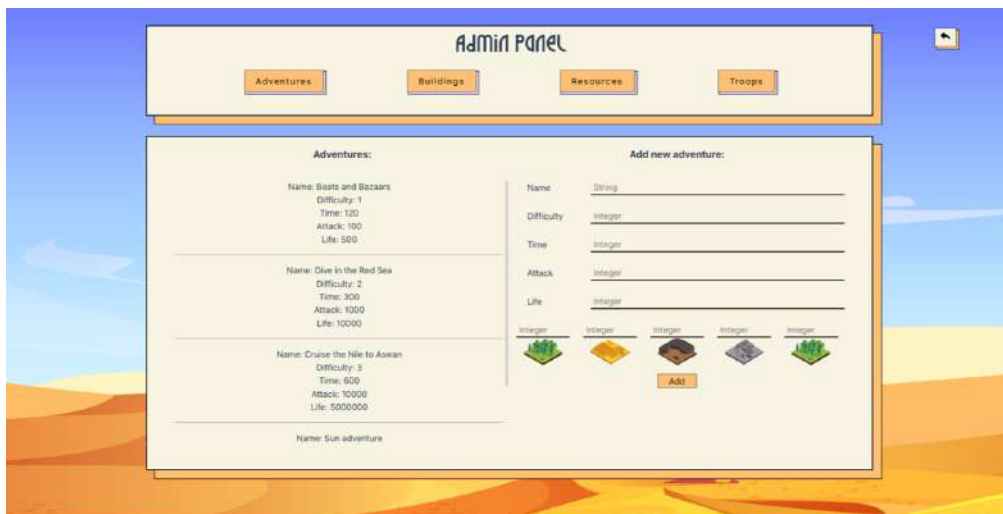 Admin Panel
Adventures
Buildings
Resources
Troops
Adventures:
Name: Boats and Bazaars
Difficulty: 1
Time: 120
Attack: 100
Life: 500
Name: Dive in the Red Sea
Difficulty: 2
Time: 300
Attack: 1000
Life: 10000
Name: Cruise the Nile to Aswan
Difficulty: 3
Time: 600
Attack: 10000
Life: 5000000
Name: Sun adventure
Add new adventure:
Name String
Difficulty Integer
Time Integer
Attack Integer
Life Integer
Integer Integer Integer Integer Integer
Add